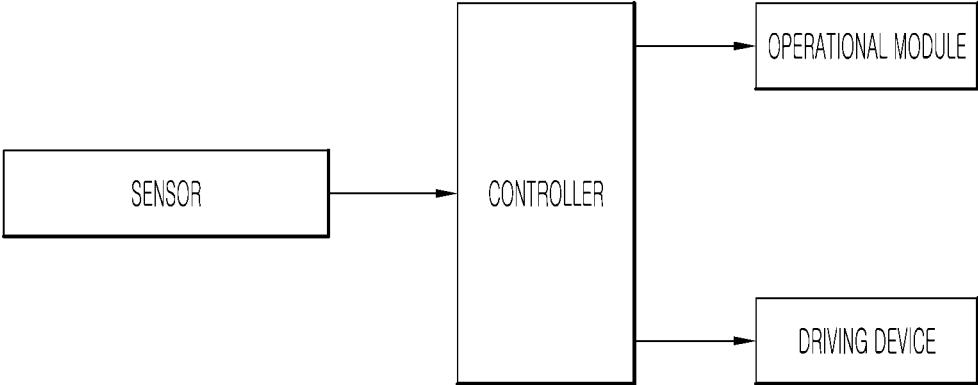 OPERATIONAL MODULE
SENSOR
CONTROLLER
DRIVING DEVICE